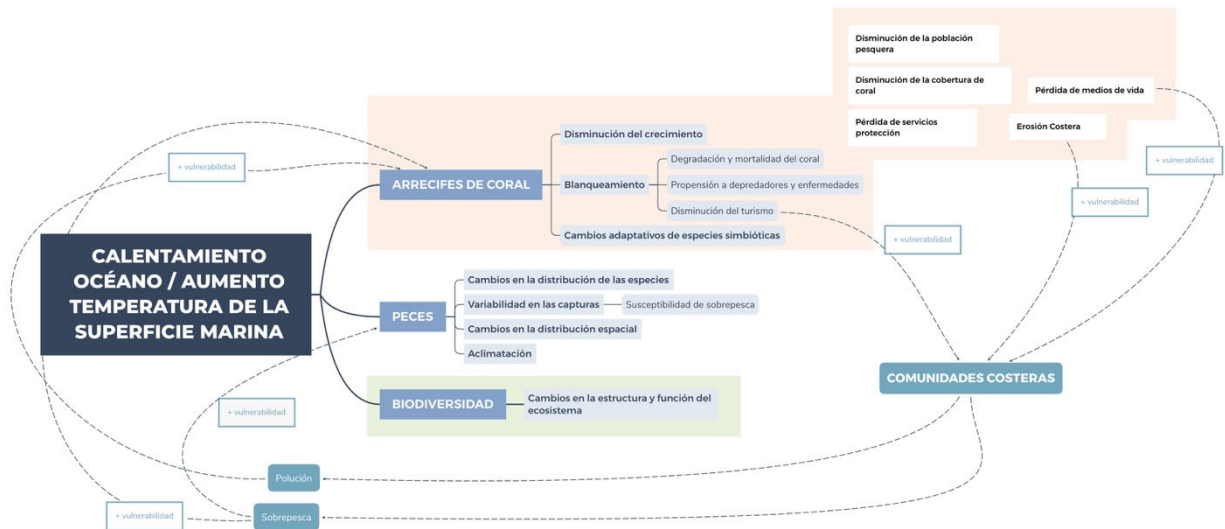 Disminución de la población
pesquera
Disminución de la cobertura de
coral
Pérdida de medios de vida
Pérdida de servicios
protección
Erosión Costera
+ vulnerabilidad
Disminución del crecimiento
+ vulnerabilidad
Degradación y mortalidad del coral
ARRECIFES DE CORAL
Blanqueamiento
Propensión a depredadores y enfermedades
+ vulnerabilidad
Disminución del turismo
Cambios adaptativos de especies simbióticas
+ vulnerabilidad
CALENTAMIENTO
OCÉANO / AUMENTO
TEMPERATURA DE LA
SUPERFICIE MARINA
Cambios en la distribución de las especies
PECES
Variabilidad en las capturas
Susceptibilidad de sobrepesca
Cambios en la distribución espacial
Aclimatación
COMUNIDADES COSTERAS
BIODIVERSIDAD
Cambios en la estructura y función del
ecosistema
+ vulnerabilidad
Polución
+ vulnerabilidad
Sobrepesca